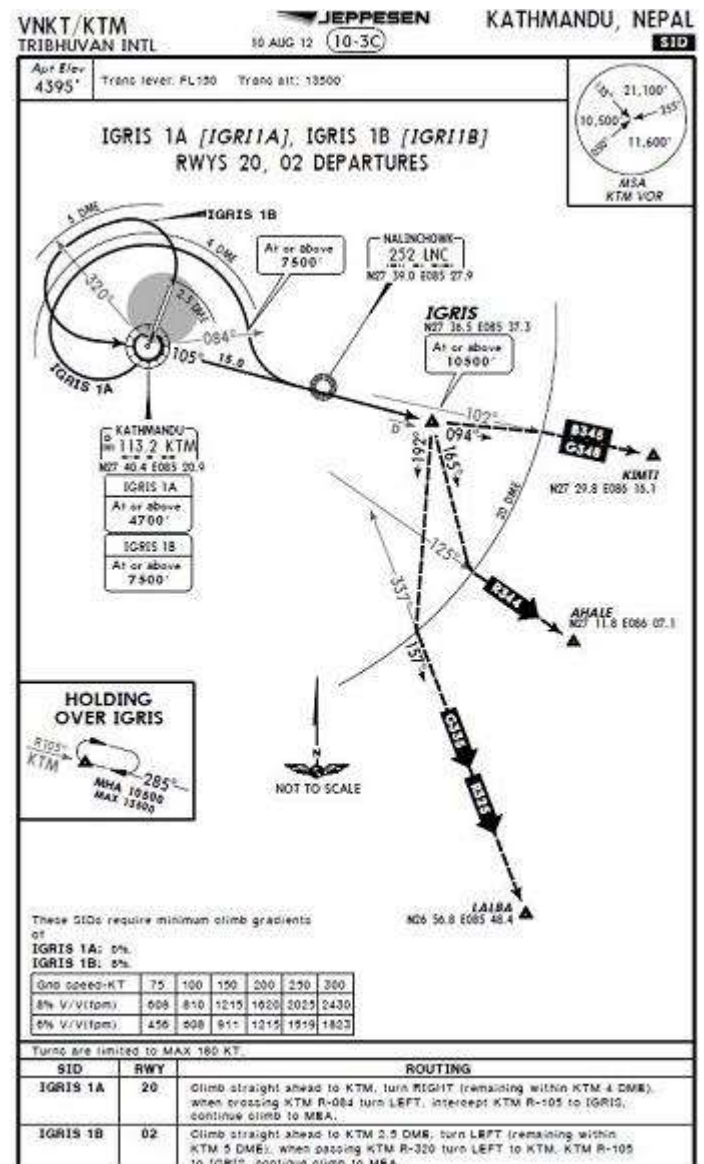 VNKT/KTM
TRIBHUVAN INTL
JEPPESEN
10 AUG 12 (10-3C)
KATHMANDU, NEPAL
SID
Apt Elev
4395'
Trans level: FL150 Trans alt: 13500'
21,100'
10,500'
255°
11,600'
MSA
KTM VOR
IGRIS 1A [IGRI1A], IGRIS 1B [IGRI1B]
RWYS 20, 02 DEPARTURES
5 DME
IGRIS 1B
4 DME
At or above
7500'
NALINCHOWK
252 LNC
N27 39.0 E085 27.9
320°
2.5 DME
084°
105°
15.0
IGRIS
N27 36.5 E085 37.3
At or above
10500'
IGRIS 1A
KATHMANDU
D
113.2 KTM
N27 40.4 E085 20.9
IGRIS 1A
At or above
4700'
IGRIS 1B
At or above
7500'
D
102°
094°
192°
165°
B345
G348
KIMTI
N27 29.8 E086 15.1
20 DME
125°
R344
AHALE
N27 11.8 E086 07.1
337°
157°
G336
R325
LALBA
N26 56.8 E085 48.4
HOLDING
OVER IGRIS
R105°
KTM
285°
MHA 10500
MAX 13500
N
NOT TO SCALE
These SIDs require minimum climb gradients
of
IGRIS 1A: 6%.
IGRIS 1B: 8%.
Gnd speed-KT 75 100 150 200 250 300
8% V/V(fpm) 608 810 1215 1620 2025 2430
6% V/V(fpm) 456 608 911 1215 1519 1823
Turns are limited to MAX 180 KT.
SID RWY ROUTING
IGRIS 1A 20 Climb straight ahead to KTM, turn RIGHT (remaining within KTM 4 DME),
when crossing KTM R-084 turn LEFT, intercept KTM R-105 to IGRIS,
continue climb to MEA.
IGRIS 1B 02 Climb straight ahead to KTM 2.5 DME, turn LEFT (remaining within
KTM 5 DME), when passing KTM R-320 turn LEFT to KTM, KTM R-105
to IGRIS, continue climb to MEA.